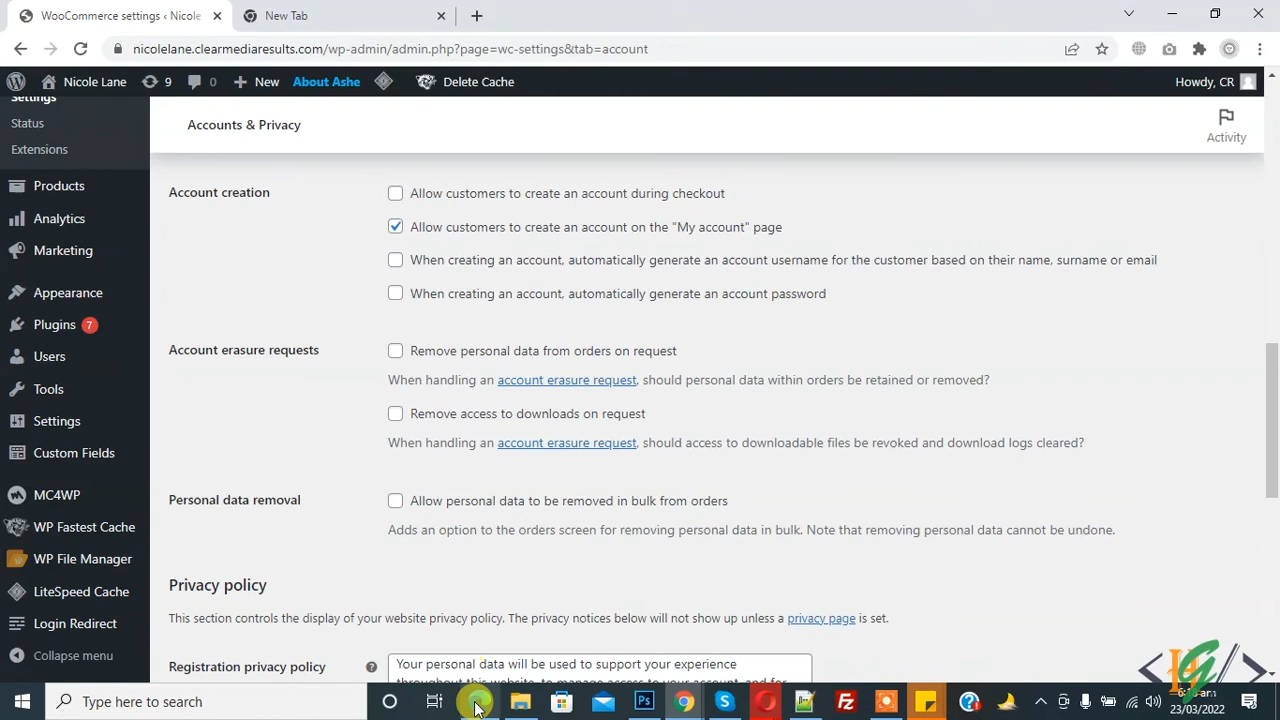 WooCommerce settings ‹ Nicole
New Tab
nicolelane.clearmediaresults.com/wp-admin/admin.php?page=wc-settings&tab=account
Nicole Lane
9
0
New
About Ashe
Delete Cache
Howdy, CR
Settings
Status
Extensions
Products
Analytics
Marketing
Appearance
Plugins 7
Users
Tools
Settings
Custom Fields
MC4WP
WP Fastest Cache
WP File Manager
LiteSpeed Cache
Login Redirect
Collapse menu
Accounts & Privacy
Activity
Account creation
Allow customers to create an account during checkout
Allow customers to create an account on the "My account" page
When creating an account, automatically generate an account username for the customer based on their name, surname or email
When creating an account, automatically generate an account password
Account erasure requests
Remove personal data from orders on request
When handling an account erasure request, should personal data within orders be retained or removed?
Remove access to downloads on request
When handling an account erasure request, should access to downloadable files be revoked and download logs cleared?
Personal data removal
Allow personal data to be removed in bulk from orders
Adds an option to the orders screen for removing personal data in bulk. Note that removing personal data cannot be undone.
Privacy policy
This section controls the display of your website privacy policy. The privacy notices below will not show up unless a privacy page is set.
Registration privacy policy
Your personal data will be used to support your experience
throughout this website, to manage access to your account, and for
Type here to search
23/03/2022